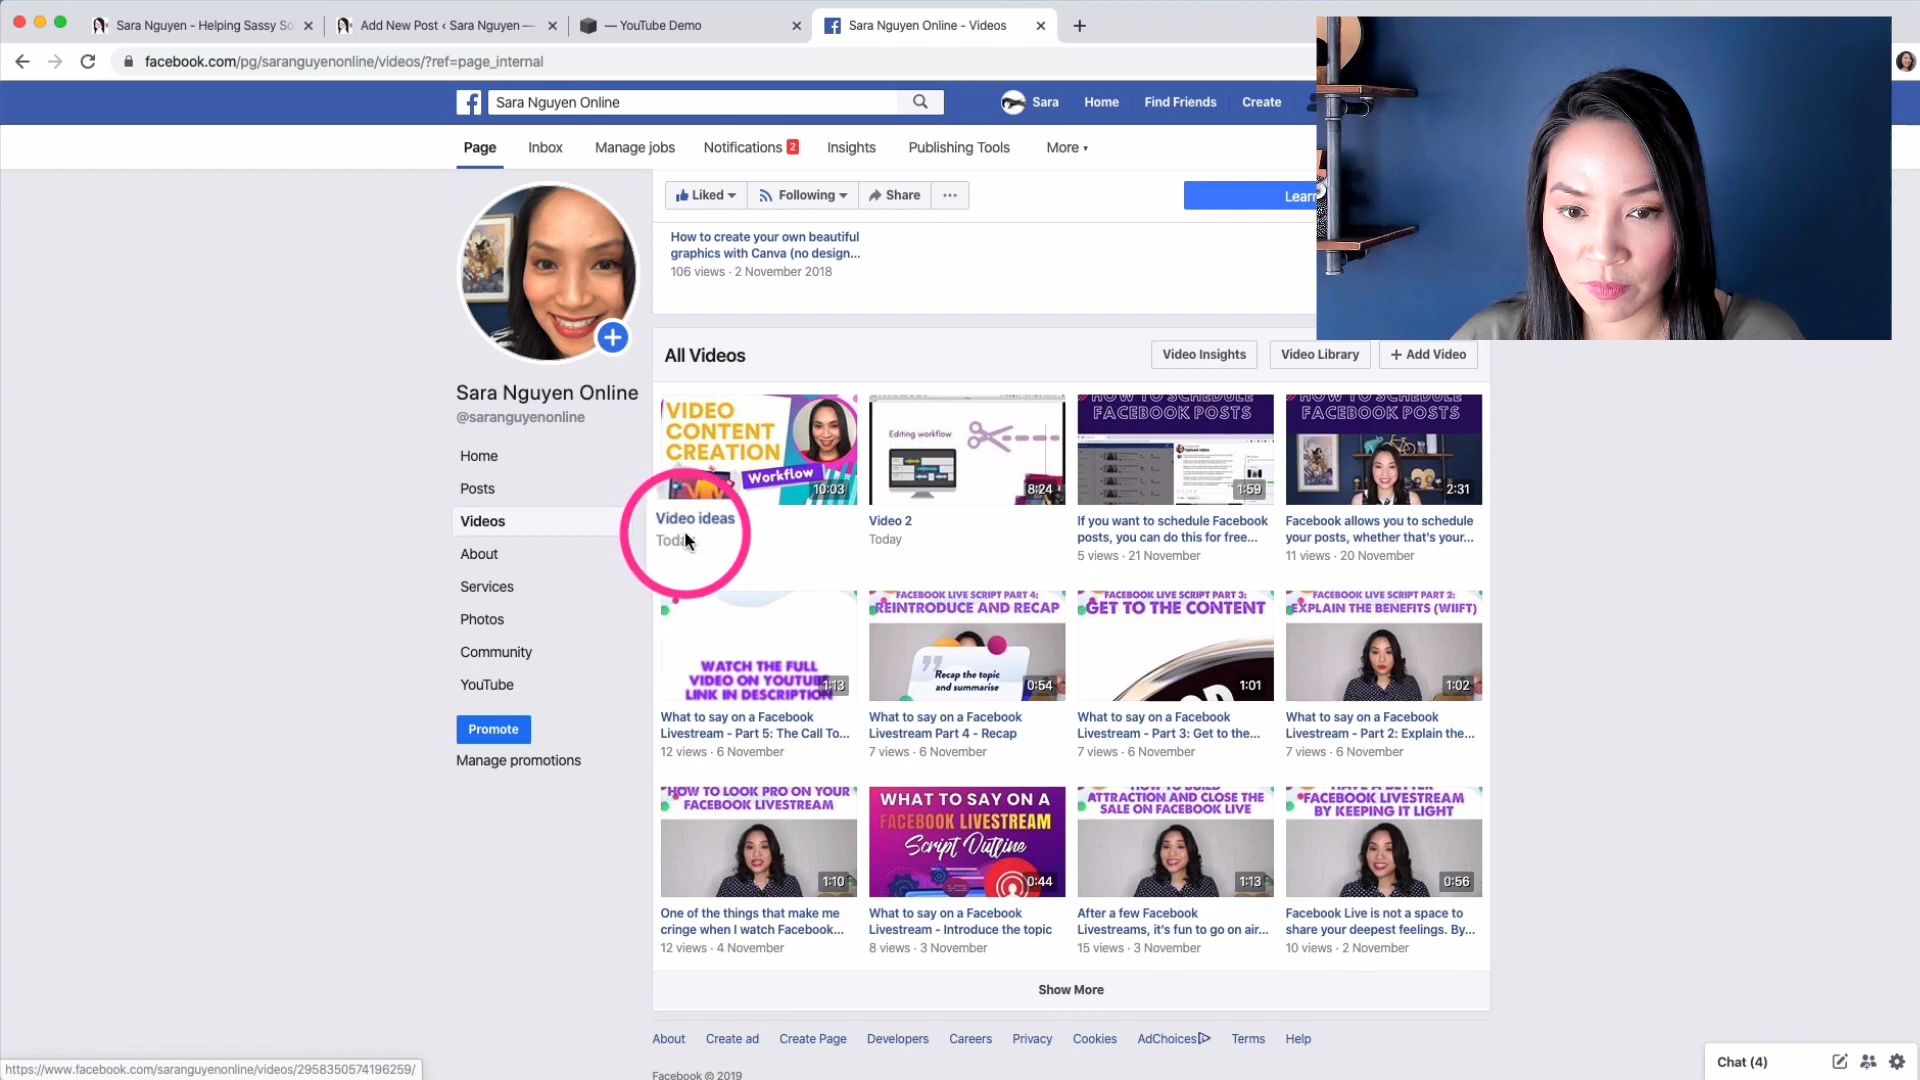 Sara Nguyen - Helping Sassy So
Add New Post ‹ Sara Nguyen —
— YouTube Demo
Sara Nguyen Online - Videos
facebook.com/pg/saranguyenonline/videos/?ref=page_internal
Sara Nguyen Online
Sara
Home
Find Friends
Create
Page
Inbox
Manage jobs
Notifications 2
Insights
Publishing Tools
More
Liked
Following
Share
Learn
How to create your own beautiful
graphics with Canva (no design...
106 views · 2 November 2018
Sara Nguyen Online
@saranguyenonline
Home
Posts
Videos
About
Services
Photos
Community
YouTube
Promote
Manage promotions
All Videos
Video Insights
Video Library
+ Add Video
VIDEO
CONTENT
CREATION
Workflow
10:03
Video ideas
Today
Editing workflow
8:24
Video 2
Today
HOW TO SCHEDULE
FACEBOOK POSTS
1:59
If you want to schedule Facebook
posts, you can do this for free...
5 views · 21 November
HOW TO SCHEDULE
FACEBOOK POSTS
2:31
Facebook allows you to schedule
your posts, whether that's your...
11 views · 20 November
WATCH THE FULL
VIDEO ON YOUTUBE
LINK IN DESCRIPTION
1:13
What to say on a Facebook
Livestream - Part 5: The Call To...
12 views · 6 November
FACEBOOK LIVE SCRIPT PART 4:
REINTRODUCE AND RECAP
Recap the topic
and summarise
0:54
What to say on a Facebook
Livestream Part 4 - Recap
7 views · 6 November
FACEBOOK LIVE SCRIPT PART 3:
GET TO THE CONTENT
1:01
What to say on a Facebook
Livestream - Part 3: Get to the...
7 views · 6 November
FACEBOOK LIVE SCRIPT PART 2:
EXPLAIN THE BENEFITS (WIIFT)
1:02
What to say on a Facebook
Livestream - Part 2: Explain the...
7 views · 6 November
HOW TO LOOK PRO ON YOUR
FACEBOOK LIVESTREAM
1:10
One of the things that make me
cringe when I watch Facebook...
12 views · 4 November
WHAT TO SAY ON A
FACEBOOK LIVESTREAM
Script Outline
0:44
What to say on a Facebook
Livestream - Introduce the topic
8 views · 3 November
HOW TO BUILD
ATTRACTION AND CLOSE THE
SALE ON FACEBOOK LIVE
1:13
After a few Facebook
Livestreams, it's fun to go on air...
15 views · 3 November
HAVE A BETTER
FACEBOOK LIVESTREAM
BY KEEPING IT LIGHT
0:56
Facebook Live is not a space to
share your deepest feelings. By...
10 views · 2 November
Show More
About
Create ad
Create Page
Developers
Careers
Privacy
Cookies
AdChoices
Terms
Help
Facebook © 2019
https://www.facebook.com/saranguyenonline/videos/2958350574196259/
Chat (4)